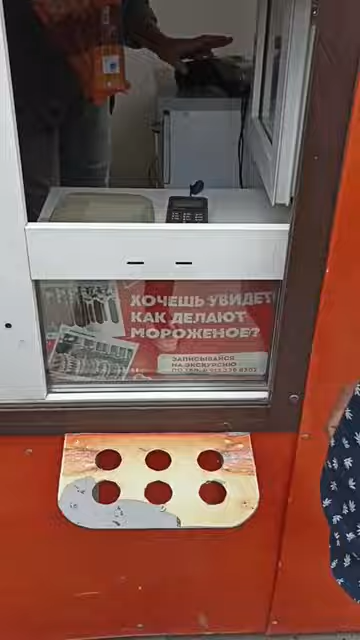 ХОЧЕШЬ УВИДЕТЬ
КАК ДЕЛАЮТ
МОРОЖЕНОЕ?
ЗАПИСЫВАЙСЯ
НА ЭКСКУРСИЮ